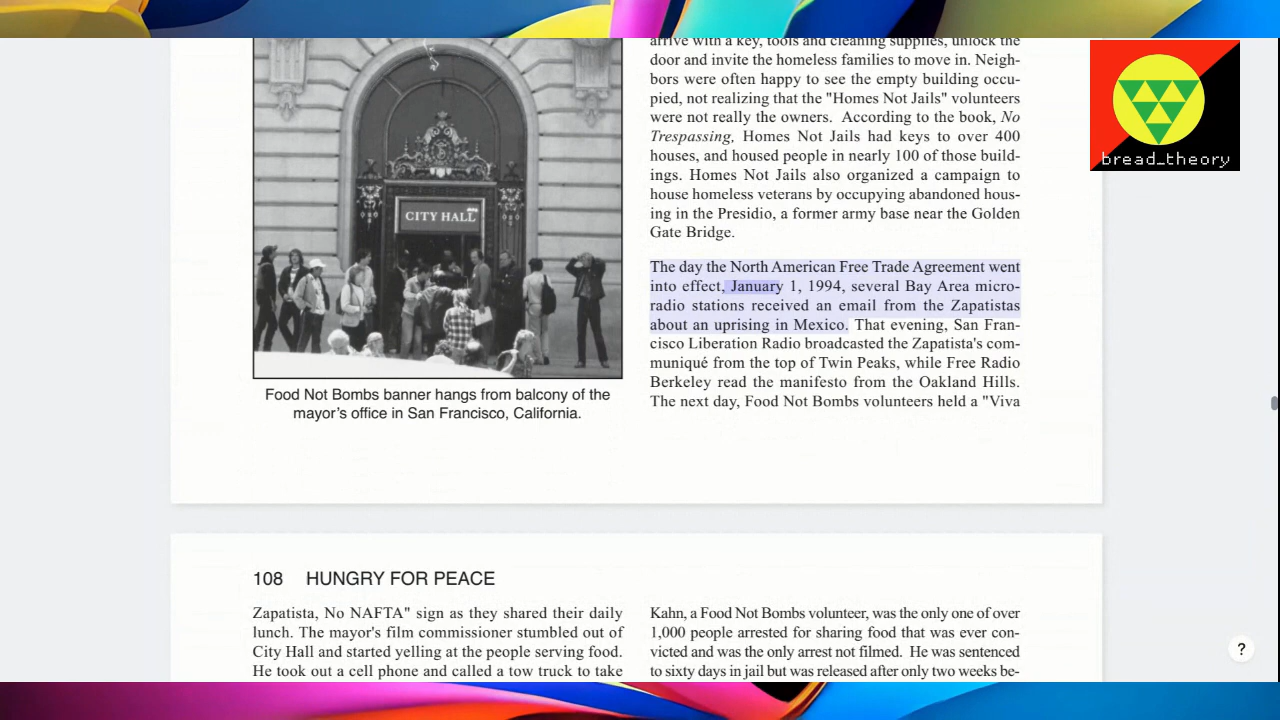 arrive with a key, tools and cleaning supplies, unlock the
door and invite the homeless families to move in. Neigh-
bors were often happy to see the empty building occu-
pied, not realizing that the "Homes Not Jails" volunteers
were not really the owners. According to the book, No
Trespassing, Homes Not Jails had keys to over 400
houses, and housed people in nearly 100 of those build-
ings. Homes Not Jails also organized a campaign to
house homeless veterans by occupying abandoned hous-
ing in the Presidio, a former army base near the Golden
Gate Bridge.
The day the North American Free Trade Agreement went
into effect, January 1, 1994, several Bay Area micro-
radio stations received an email from the Zapatistas
about an uprising in Mexico. That evening, San Fran-
cisco Liberation Radio broadcasted the Zapatista's com-
muniqué from the top of Twin Peaks, while Free Radio
Berkeley read the manifesto from the Oakland Hills.
The next day, Food Not Bombs volunteers held a "Viva
CITY HALL
Food Not Bombs banner hangs from balcony of the
mayor's office in San Francisco, California.
108 HUNGRY FOR PEACE
Zapatista, No NAFTA" sign as they shared their daily
lunch. The mayor's film commissioner stumbled out of
City Hall and started yelling at the people serving food.
He took out a cell phone and called a tow truck to take
Kahn, a Food Not Bombs volunteer, was the only one of over
1,000 people arrested for sharing food that was ever con-
victed and was the only arrest not filmed. He was sentenced
to sixty days in jail but was released after only two weeks be-
bread_theory
?